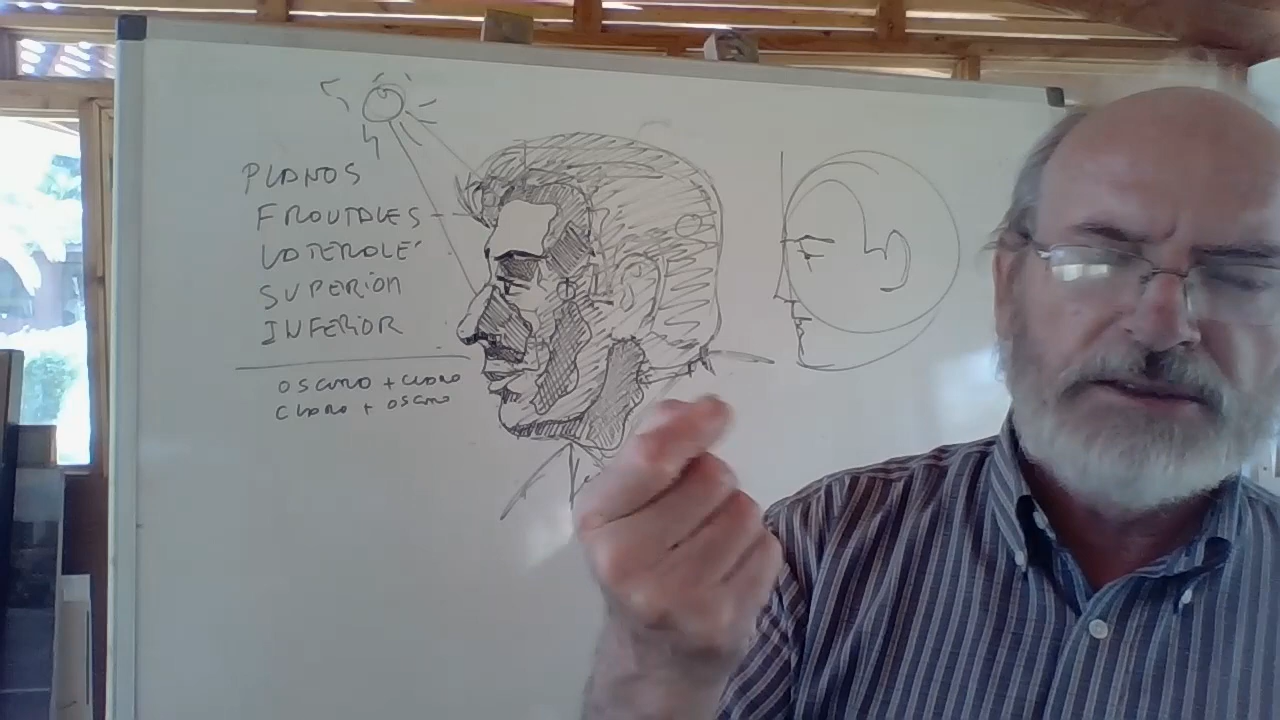 PLANOS
FRONTALES
LATERALES
SUPERIOR
INFERIOR
OSCURO + CLARO
CLARO + OSCURO